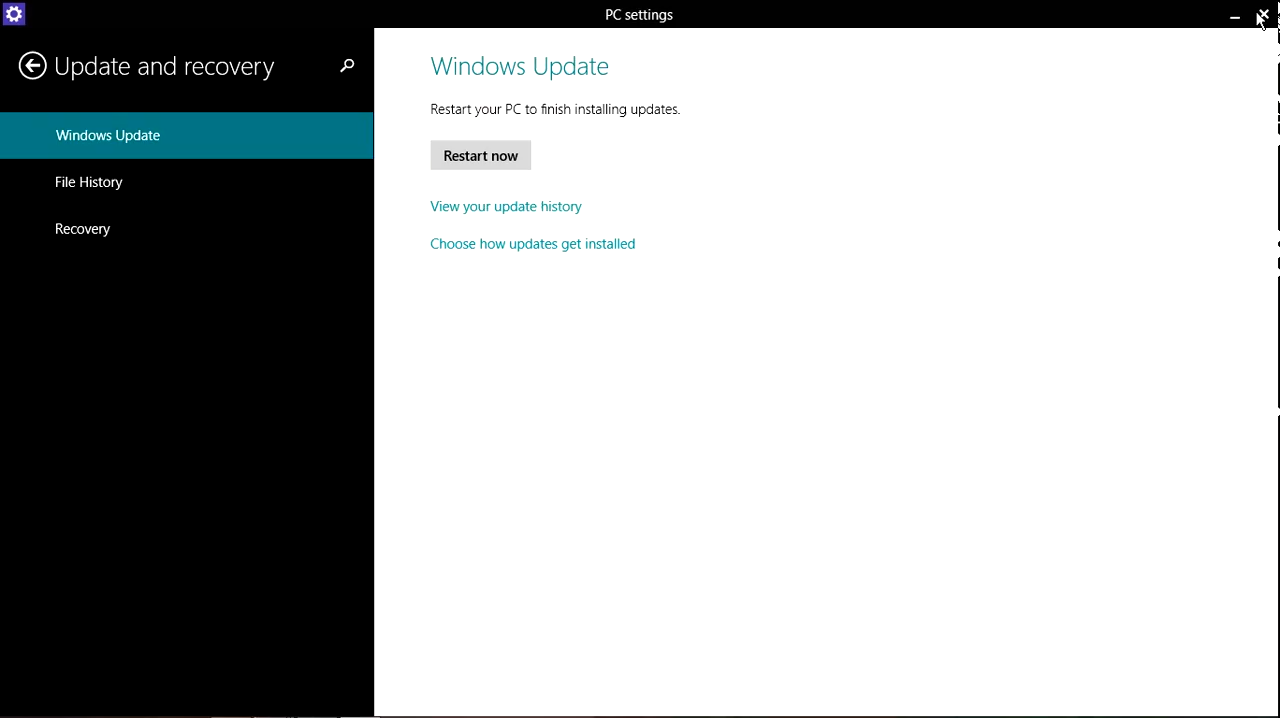 PC settings
Update and recovery
Windows Update
File History
Recovery
Windows Update
Restart your PC to finish installing updates.
Restart now
View your update history
Choose how updates get installed